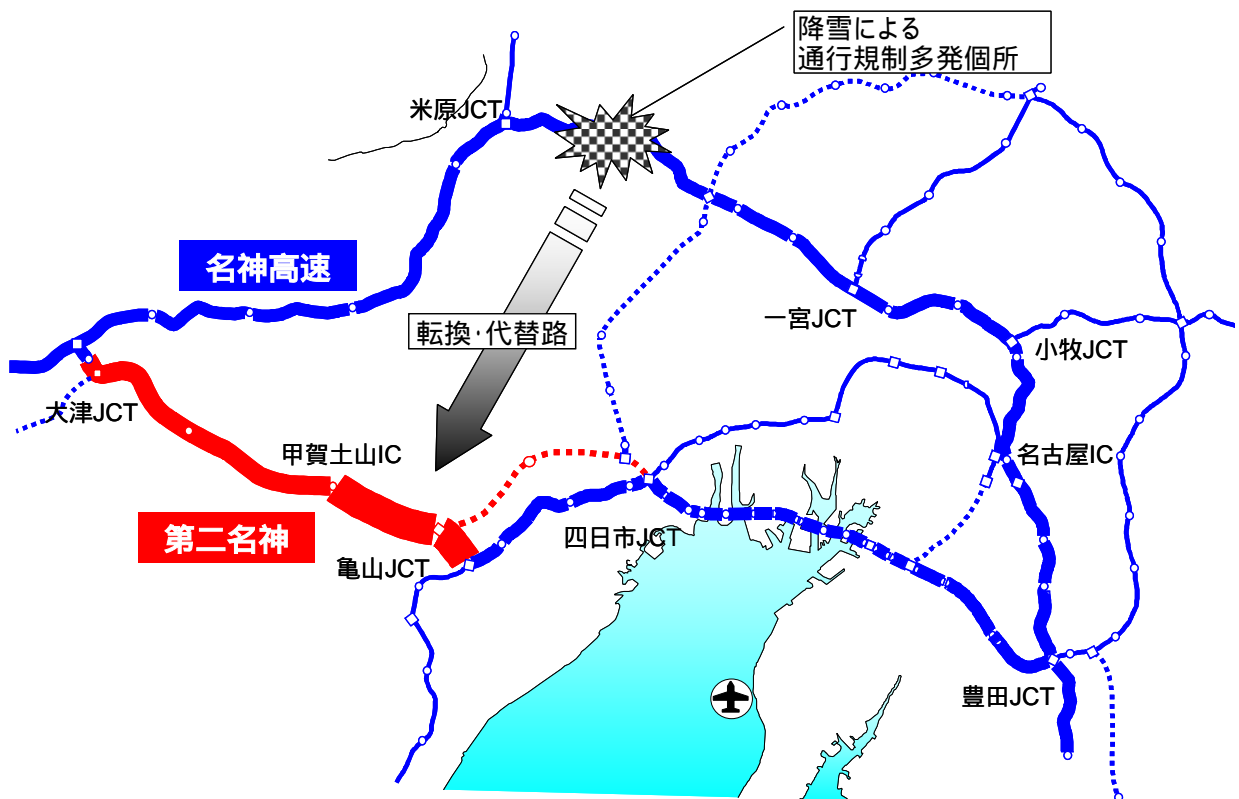 降雪による
通行規制多発個所
米原JCT
名神高速
転換・代替路
一宮JCT
小牧JCT
大津JCT
甲賀土山IC
名古屋IC
第二名神
四日市JCT
亀山JCT
豊田JCT